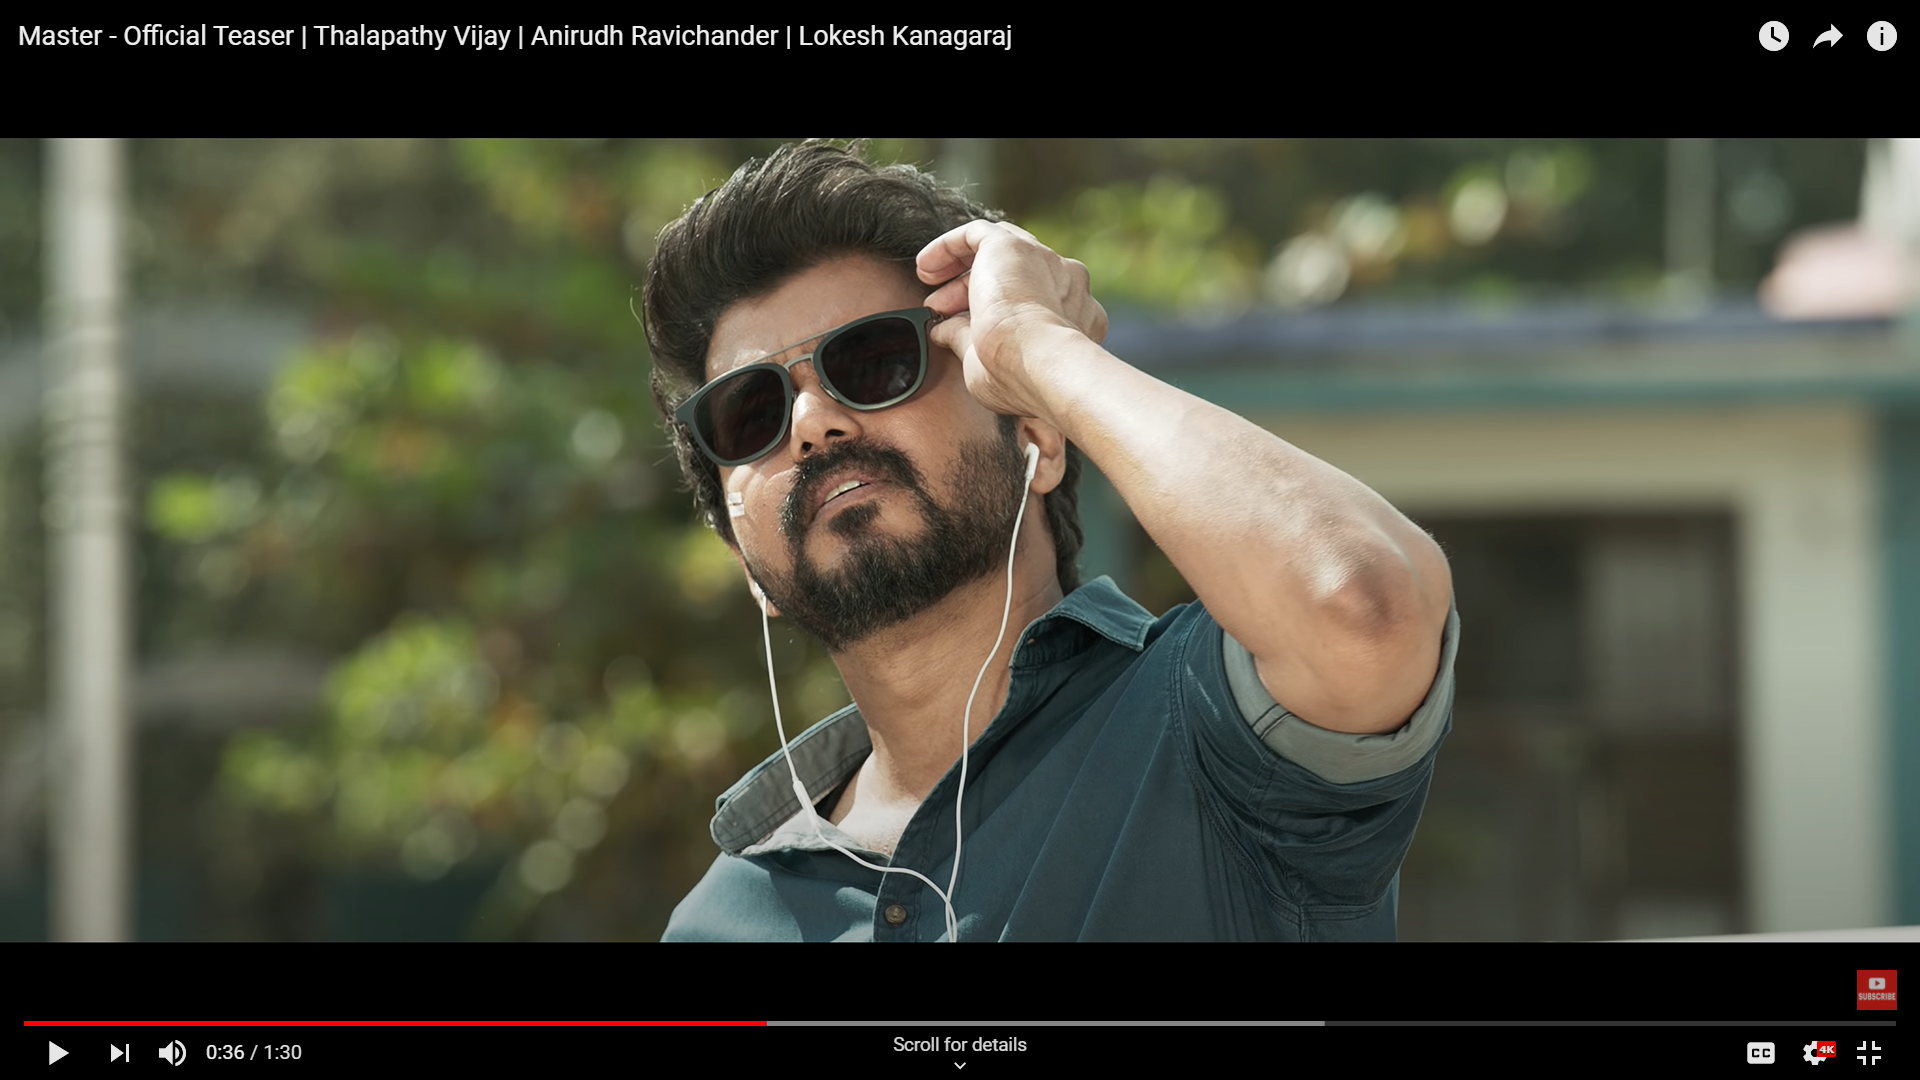 Master - Official Teaser | Thalapathy Vijay | Anirudh Ravichander | Lokesh Kanagaraj
SUBSCRIBE
Scroll for details
0:36 / 1:30
CC
4K